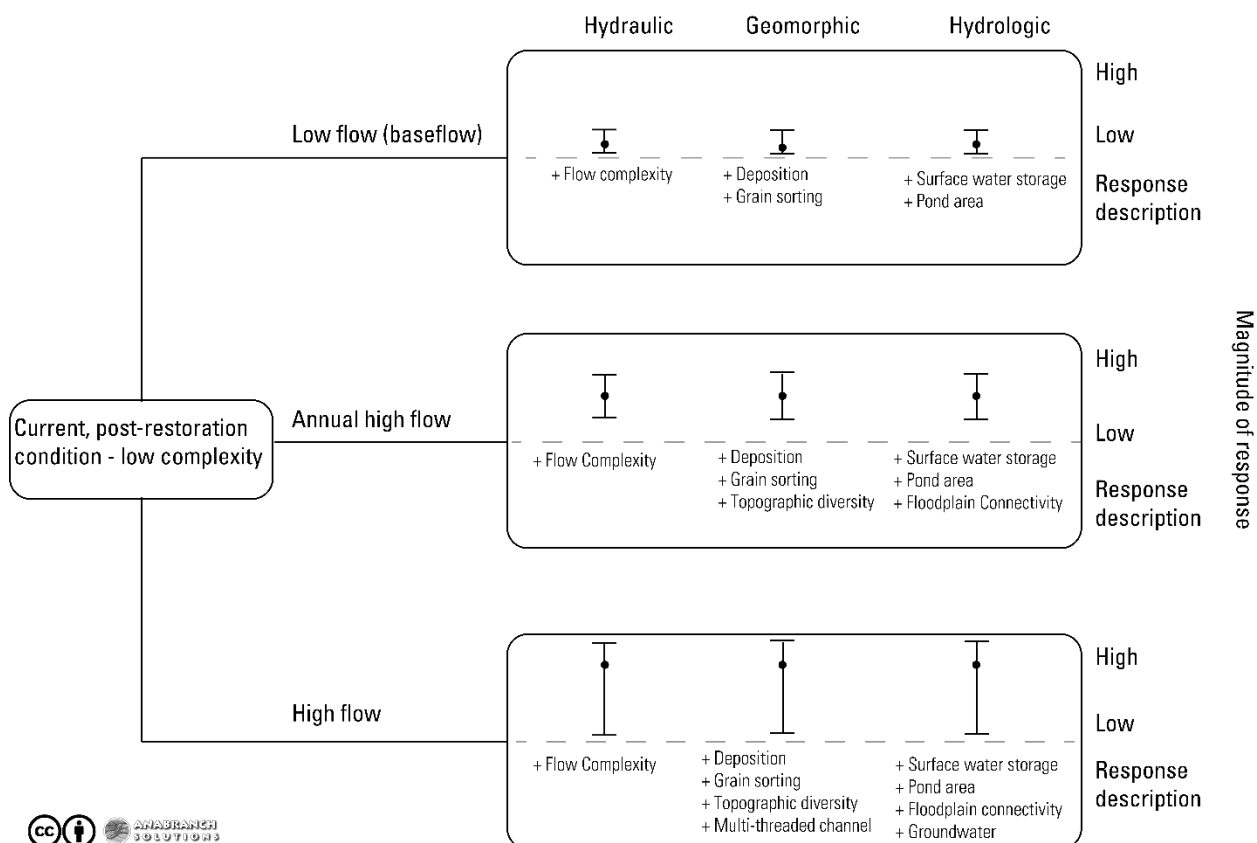 Hydraulic Geomorphic Hydrologic
High
Low flow (baseflow)
Low
+ Flow complexity
+ Deposition
+ Grain sorting
+ Surface water storage
+ Pond area
Response
description
Magnitude of response
High
Current, post-restoration
condition - low complexity
Annual high flow
Low
+ Flow Complexity
+ Deposition
+ Grain sorting
+ Topographic diversity
+ Surface water storage
+ Pond area
+ Floodplain Connectivity
Response
description
High
High flow
Low
+ Flow Complexity
+ Deposition
+ Grain sorting
+ Topographic diversity
+ Multi-threaded channel
+ Surface water storage
+ Pond area
+ Floodplain connectivity
+ Groundwater
Response
description
cc
ANABRANCH
SOLUTIONS